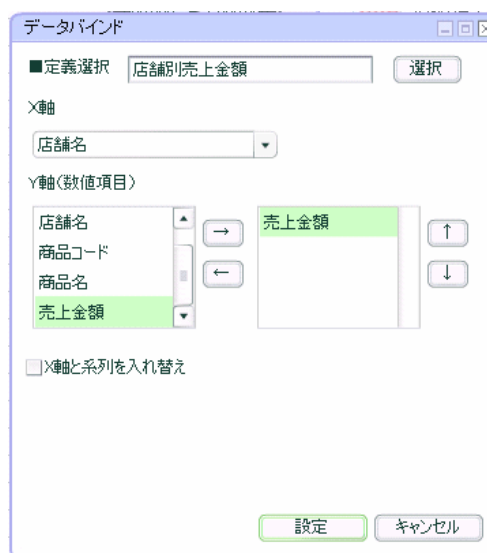 データバインド
■定義選択 店舗別売上金額 選択
X軸
店舗名
Y軸(数値項目)
店舗名
商品コード
商品名
売上金額
→
←
売上金額
↑
↓
X軸と系列を入れ替え
設定 キャンセル